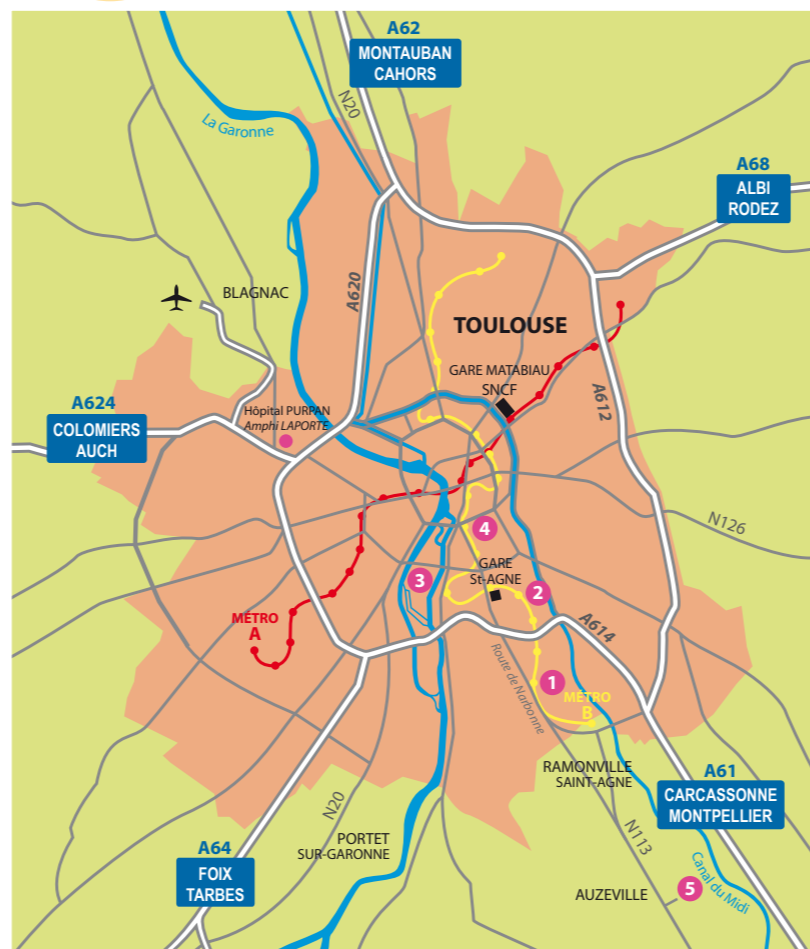 A62
MONTAUBAN
CAHORS
N20
La Garonne
A68
ALBI
RODEZ
BLAGNAC
A620
TOULOUSE
GARE MATABIAU
SNCF
A612
A624
COLOMIERS
AUCH
Hôpital PURPAN
Amphi LAPORTE
N126
4
GARE
St-AGNE
3
2
A614
MÉTRO
A
Route de Narbonne
1
MÉTRO
B
RAMONVILLE
SAINT-AGNE
A61
CARCASSONNE
MONTPELLIER
N20
PORTET
SUR-GARONNE
N113
A64
FOIX
TARBES
Canal du Midi
AUZEVILLE
5